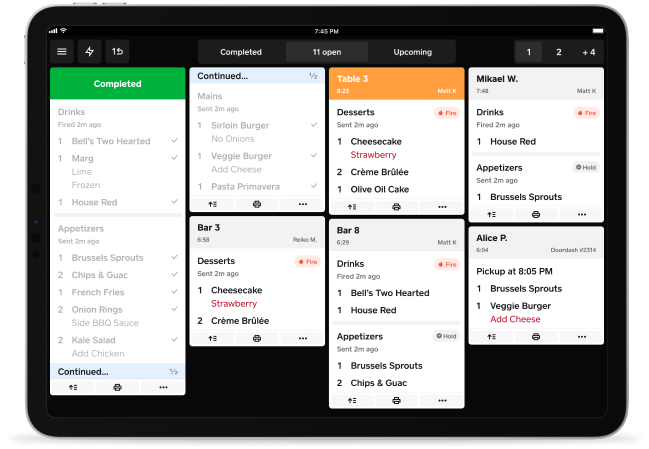 7:45 PM
1
Completed
11 open
Upcoming
1
2
+ 4
Completed
Drinks
Fired 2m ago
1 Bell's Two Hearted
1 Marg
Lime
Frozen
1 House Red
Appetizers
Sent 2m ago
1 Brussels Sprouts
2 Chips & Guac
1 French Fries
2 Onion Rings
Side BBQ Sauce
2 Kale Salad
Add Chicken
Continued... ½
Continued... ½
Mains
Sent 2m ago
1 Sirloin Burger
No Onions
1 Veggie Burger
Add Cheese
1 Pasta Primavera
Bar 3
6:58 Reiko M.
Desserts Fire
Sent 2m ago
1 Cheesecake
Strawberry
2 Crème Brûlée
Table 3
8:23 Matt K
Desserts Fire
Sent 2m ago
1 Cheesecake
Strawberry
2 Crème Brûlée
1 Olive Oil Cake
Bar 8
6:29 Matt K
Drinks Fire
Fired 2m ago
1 Bell's Two Hearted
1 House Red
Appetizers Hold
Sent 2m ago
1 Brussels Sprouts
2 Chips & Guac
Mikael W.
7:48 Matt K
Drinks Fire
Fired 2m ago
1 House Red
Appetizers Hold
Sent 2m ago
1 Brussels Sprouts
Alice P.
6:04 Doordash #2314
Pickup at 8:05 PM
1 Brussels Sprouts
1 Veggie Burger
Add Cheese